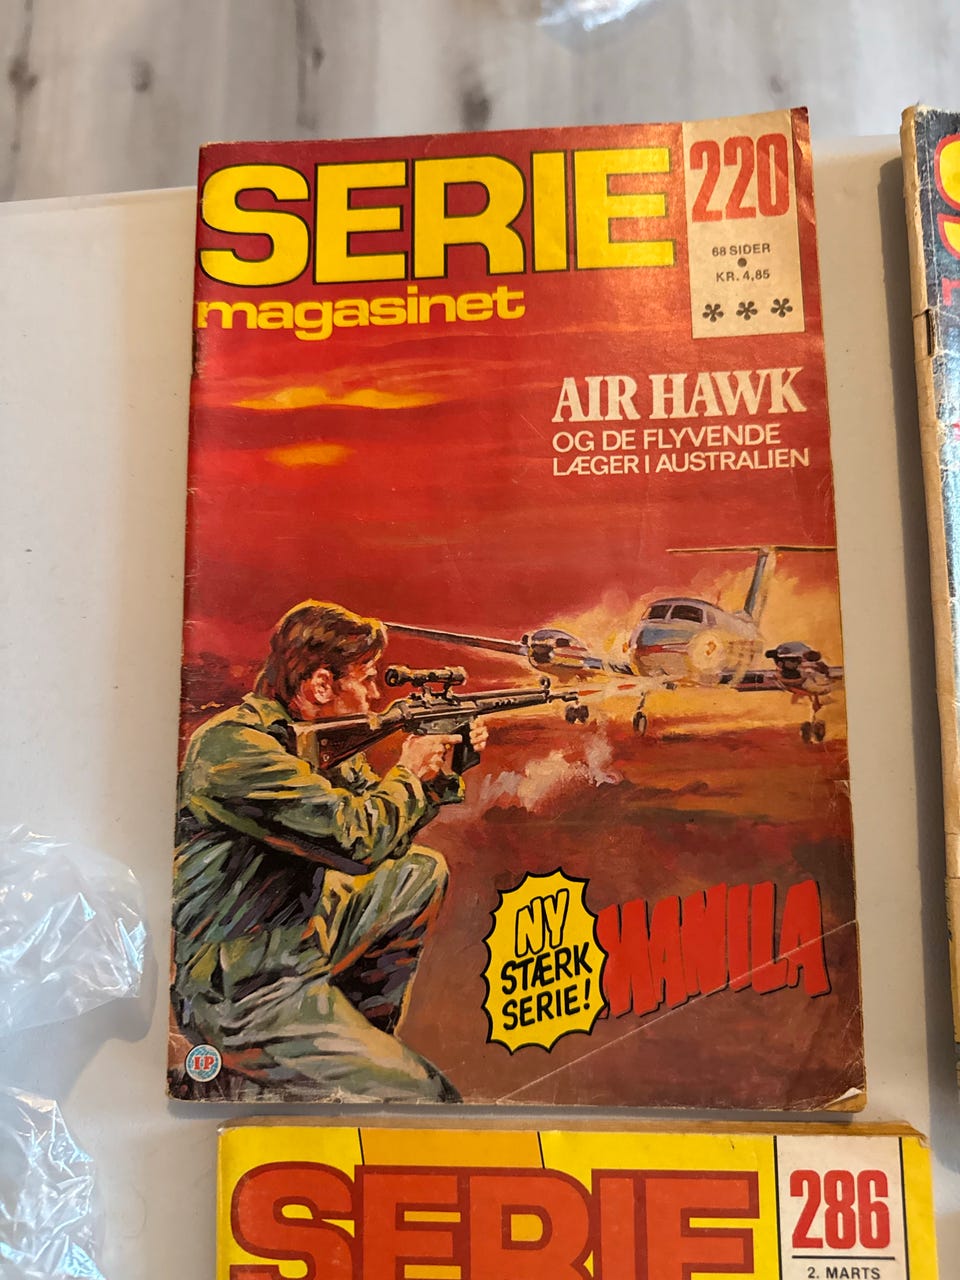 SERIE
magasinet
220
68 SIDER
KR. 4,85
* * *
AIR HAWK
OG DE FLYVENDE
LÆGER I AUSTRALIEN
NY
STÆRK
SERIE!
MANILA
I·P
SERIE
286
2. MARTS